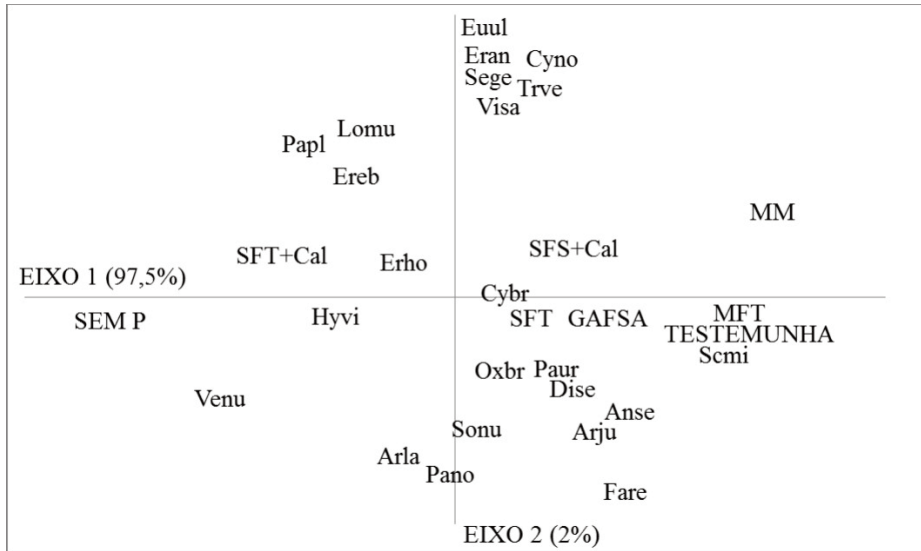 Euul
Eran Cyno
Sege Trve
Visa
Lomu
Papl
Ereb
MM
SFT+Cal Erho SFS+Cal
EIXO 1 (97,5%)
Cybr
SEM P Hyvi SFT GAFSA MFT
TESTEMUNHA
Scmi
Oxbr Paur
Dise
Venu
Anse
Sonu Arju
Arla
Pano
Fare
EIXO 2 (2%)